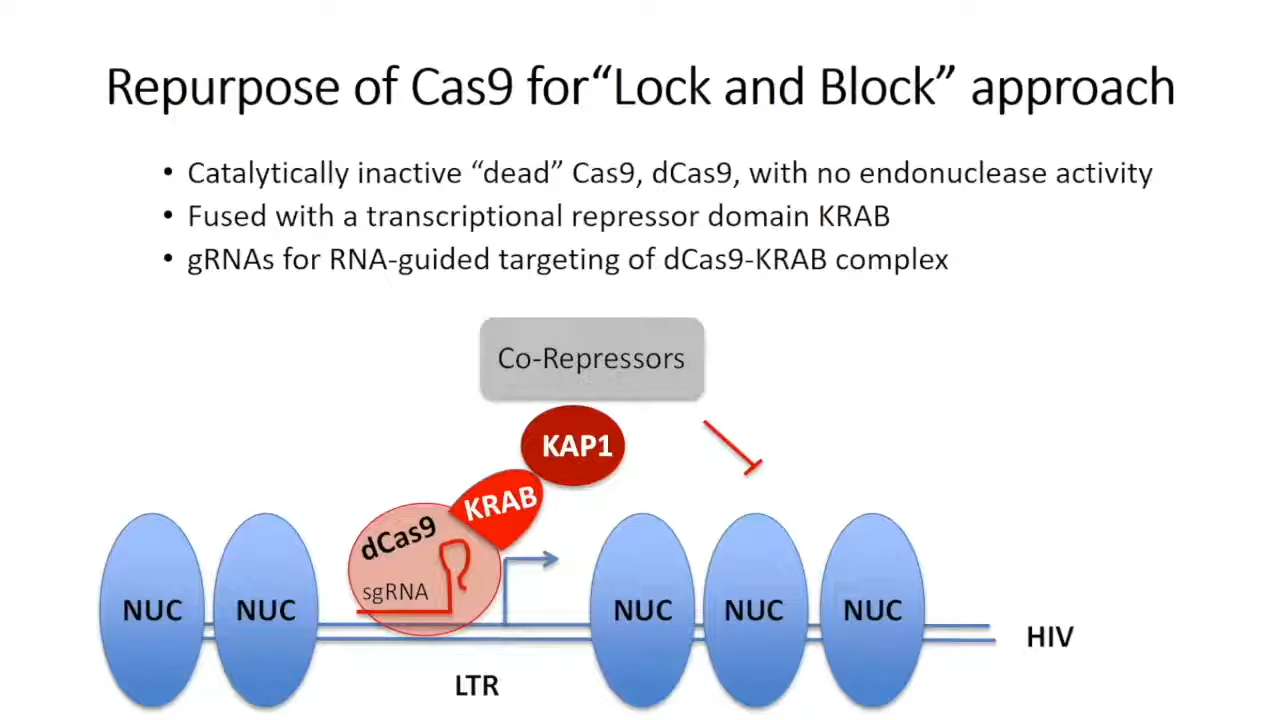 Repurpose of Cas9 for“Lock and Block” approach
• Catalytically inactive “dead” Cas9, dCas9, with no endonuclease activity
• Fused with a transcriptional repressor domain KRAB
• gRNAs for RNA-guided targeting of dCas9-KRAB complex
Co-Repressors
KAP1
KRAB
dCas9
sgRNA
NUC NUC NUC NUC NUC
HIV
LTR